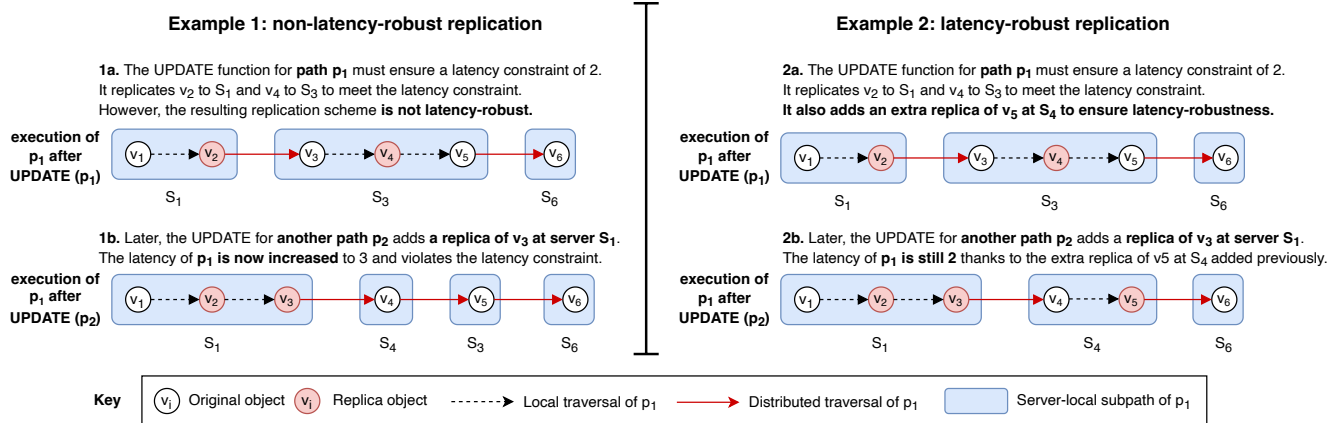 Example 1: non-latency-robust replication
1a. The UPDATE function for path p1 must ensure a latency constraint of 2.
It replicates v2 to S1 and v4 to S3 to meet the latency constraint.
However, the resulting replication scheme is not latency-robust.
execution of
p1 after
UPDATE (p1)
v1 v2 v3 v4 v5 v6
S1 S3 S6
1b. Later, the UPDATE for another path p2 adds a replica of v3 at server S1.
The latency of p1 is now increased to 3 and violates the latency constraint.
execution of
p1 after
UPDATE (p2)
v1 v2 v3 v4 v5 v6
S1 S4 S3 S6
Example 2: latency-robust replication
2a. The UPDATE function for path p1 must ensure a latency constraint of 2.
It replicates v2 to S1 and v4 to S3 to meet the latency constraint.
It also adds an extra replica of v5 at S4 to ensure latency-robustness.
execution of
p1 after
UPDATE (p1)
v1 v2 v3 v4 v5 v6
S1 S3 S6
2b. Later, the UPDATE for another path p2 adds a replica of v3 at server S1.
The latency of p1 is still 2 thanks to the extra replica of v5 at S4 added previously.
execution of
p1 after
UPDATE (p2)
v1 v2 v3 v4 v5 v6
S1 S4 S6
Key vi Original object vi Replica object Local traversal of p1 Distributed traversal of p1 Server-local subpath of p1